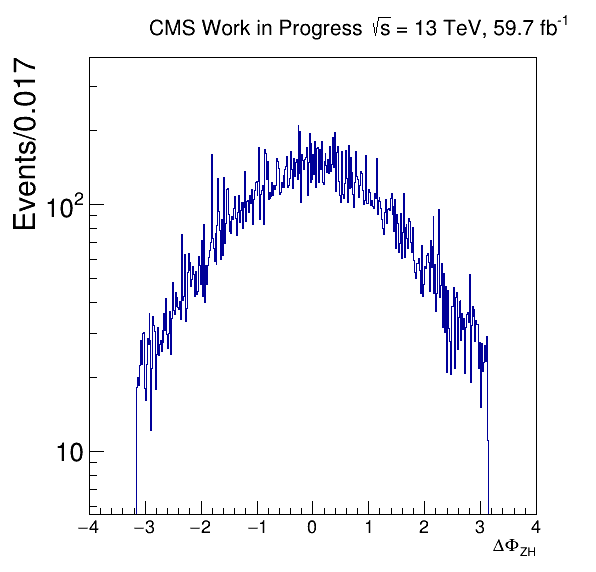 CMS Work in Progress √s = 13 TeV, 59.7 fb⁻¹
Events/0.017
10²
10
−4 −3 −2 −1 0 1 2 3 4
ΔΦ_ZH